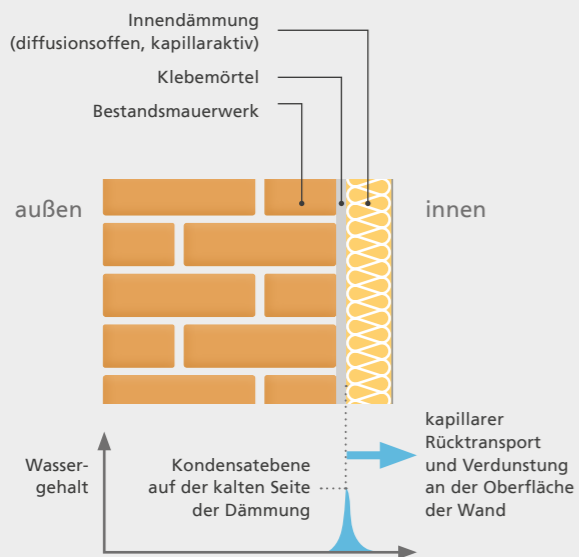 Innendämmung
(diffusionsoffen, kapillaraktiv)
Klebemörtel
Bestandsmauerwerk
außen
innen
Wasser-
gehalt
Kondensatebene
auf der kalten Seite
der Dämmung
kapillarer
Rücktransport
und Verdunstung
an der Oberfläche
der Wand